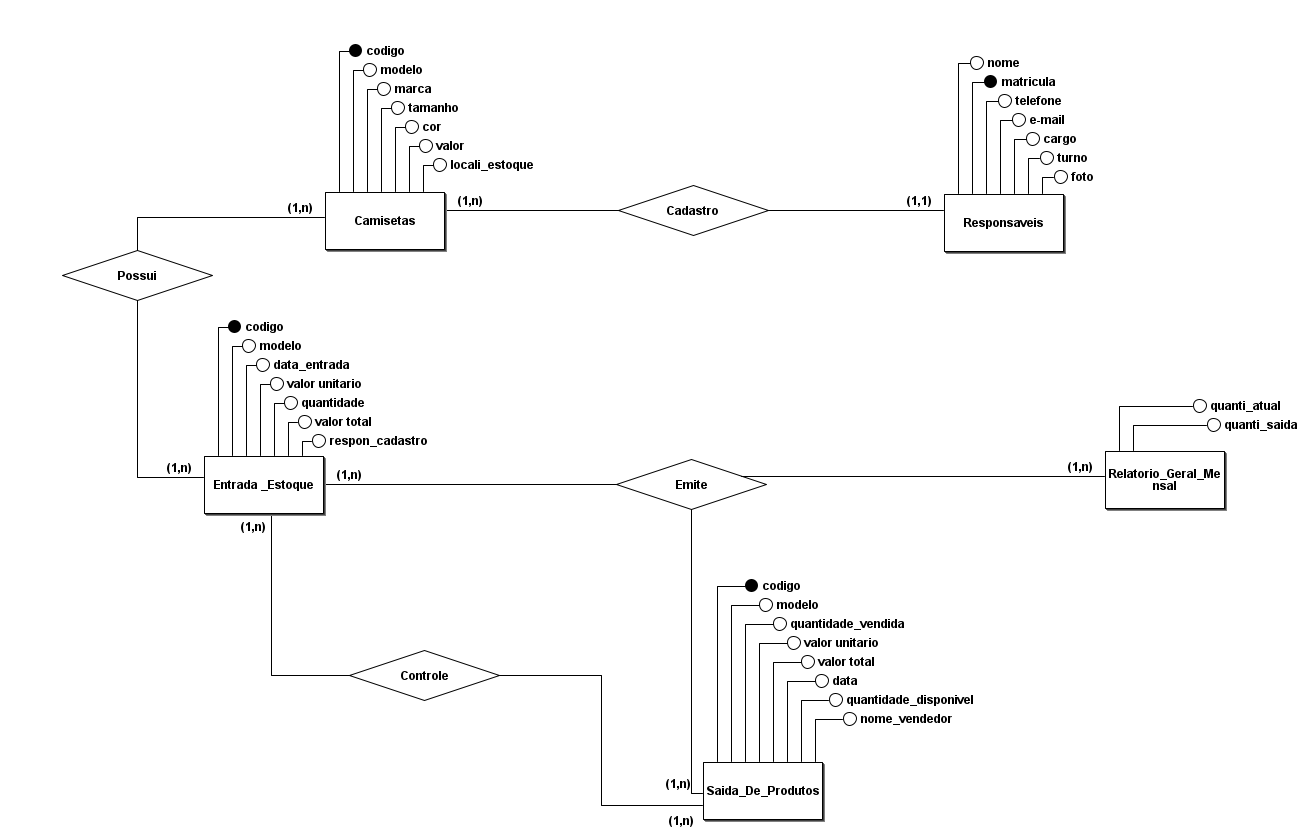 codigo
modelo
marca
tamanho
cor
valor
locali_estoque
(1,n)
Camisetas
(1,n)
Cadastro
(1,1)
nome
matricula
telefone
e-mail
cargo
turno
foto
Responsaveis
Possui
codigo
modelo
data_entrada
valor unitario
quantidade
valor total
respon_cadastro
(1,n)
Entrada _Estoque
(1,n)
(1,n)
Emite
(1,n)
quanti_atual
quanti_saida
Relatorio_Geral_Me
nsal
Controle
codigo
modelo
quantidade_vendida
valor unitario
valor total
data
quantidade_disponivel
nome_vendedor
(1,n)
Saida_De_Produtos
(1,n)